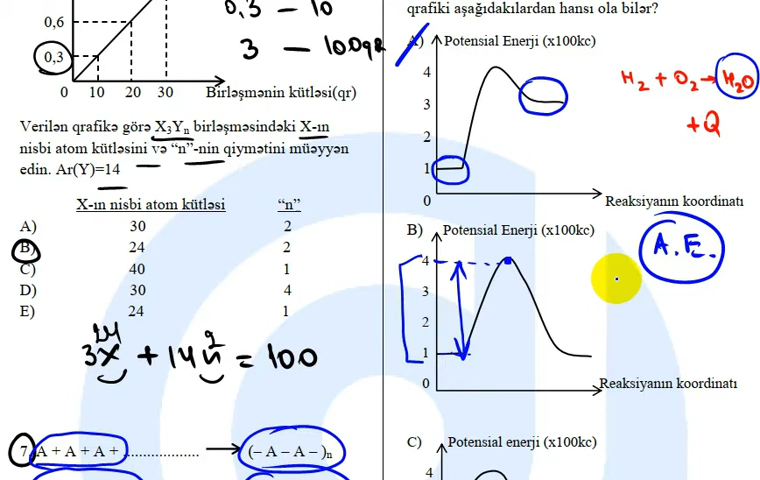 0,6
0,3
0 10 20 30
Birləşmənin kütləsi(qr)
0,3 – 10
3 – 100qr
Verilən qrafikə görə X₃Yₙ birləşməsindəki X-ın
nisbi atom kütləsini və “n”-nin qiymətini müəyyən
edin. Ar(Y)=14
X-ın nisbi atom kütləsi “n”
A) 30 2
B) 24 2
C) 40 1
D) 30 4
E) 24 1
24 2
3x + 14n = 100
7. A + A + A + .................... → (– A – A – )ₙ
qrafiki aşağıdakılardan hansı ola bilər?
A) Potensial Enerji (x100kc)
4
3
2
1
0
Reaksiyanın koordinatı
H₂ + O₂ → H₂O
+Q
B) Potensial Enerji (x100kc)
A.E.
4
3
2
1
0
Reaksiyanın koordinatı
C) Potensial enerji (x100kc)
4